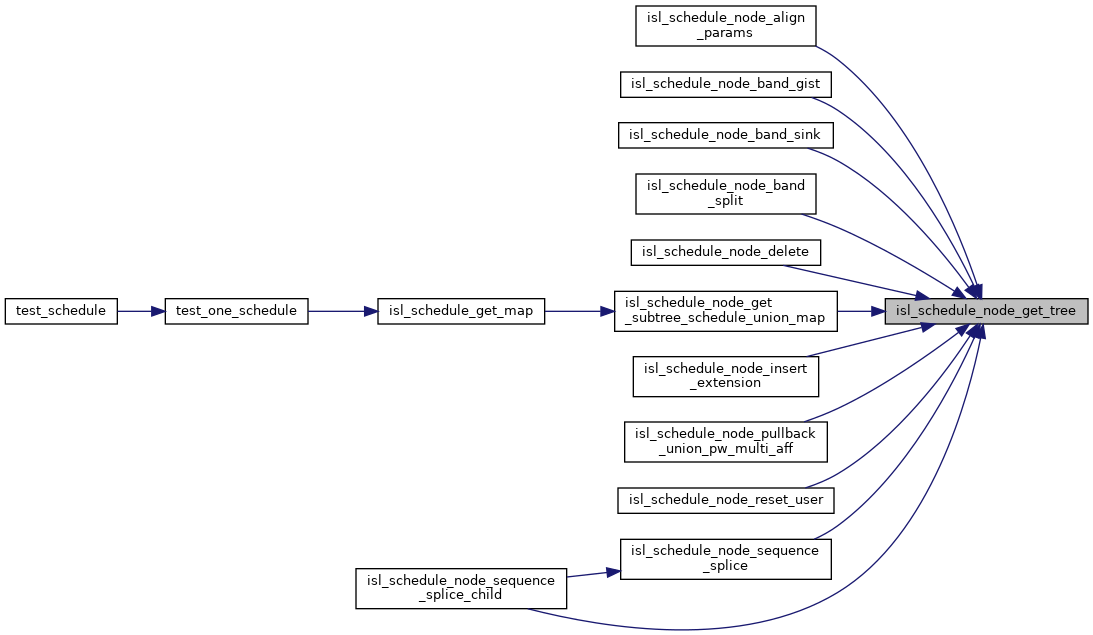 isl_schedule_node_align
_params
isl_schedule_node_band_gist
isl_schedule_node_band_sink
isl_schedule_node_band
_split
isl_schedule_node_delete
test_schedule
test_one_schedule
isl_schedule_get_map
isl_schedule_node_get
_subtree_schedule_union_map
isl_schedule_node_get_tree
isl_schedule_node_insert
_extension
isl_schedule_node_pullback
_union_pw_multi_aff
isl_schedule_node_reset_user
isl_schedule_node_sequence
_splice
isl_schedule_node_sequence
_splice_child